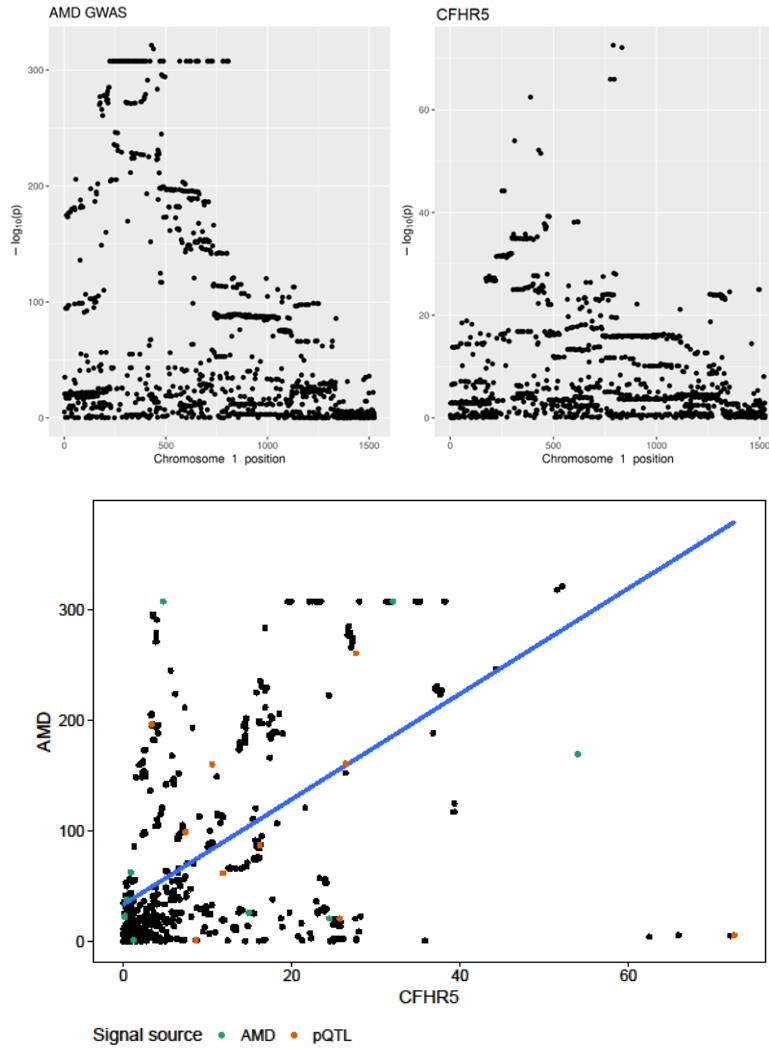 AMD GWAS
− log₁₀(p)
300
200
100
0
0 500 1000 1500
Chromosome 1 position
CFHR5
− log₁₀(p)
60
40
20
0
0 500 1000 1500
Chromosome 1 position
AMD
300
200
100
0
0 20 40 60
CFHR5
Signal source AMD pQTL